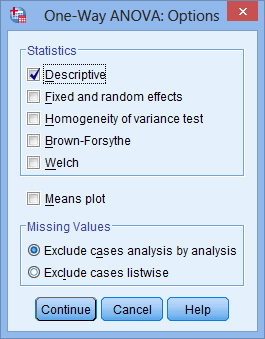 One-Way ANOVA: Options
Statistics
Descriptive
Fixed and random effects
Homogeneity of variance test
Brown-Forsythe
Welch
Means plot
Missing Values
Exclude cases analysis by analysis
Exclude cases listwise
Continue Cancel Help